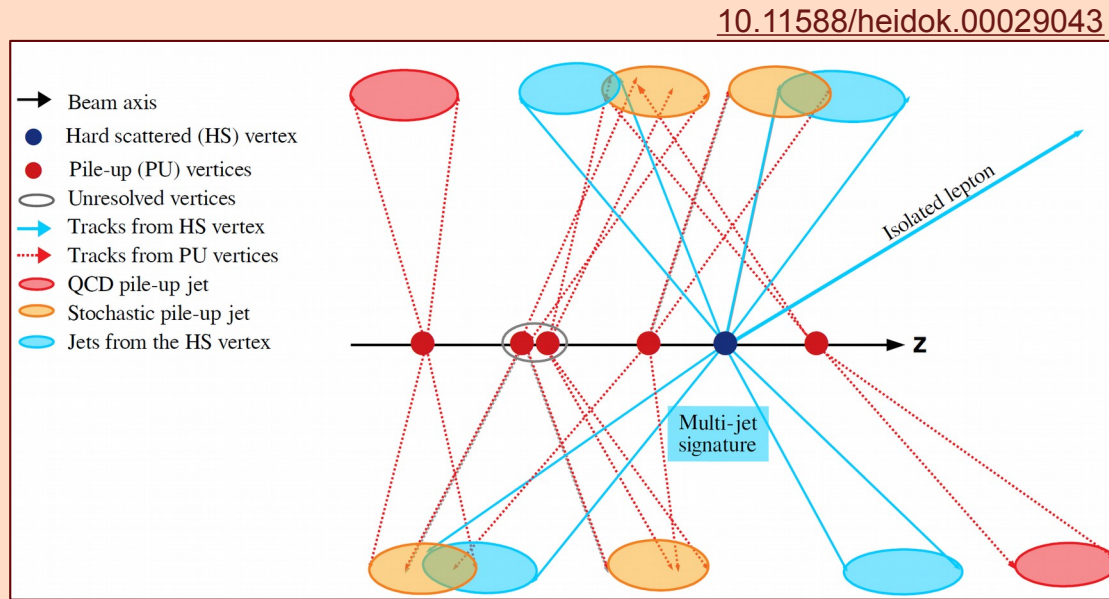 10.11588/heidok.00029043
Beam axis
Hard scattered (HS) vertex
Pile-up (PU) vertices
Unresolved vertices
Tracks from HS vertex
Tracks from PU vertices
QCD pile-up jet
Stochastic pile-up jet
Jets from the HS vertex
Isolated lepton
z
Multi-jet
signature